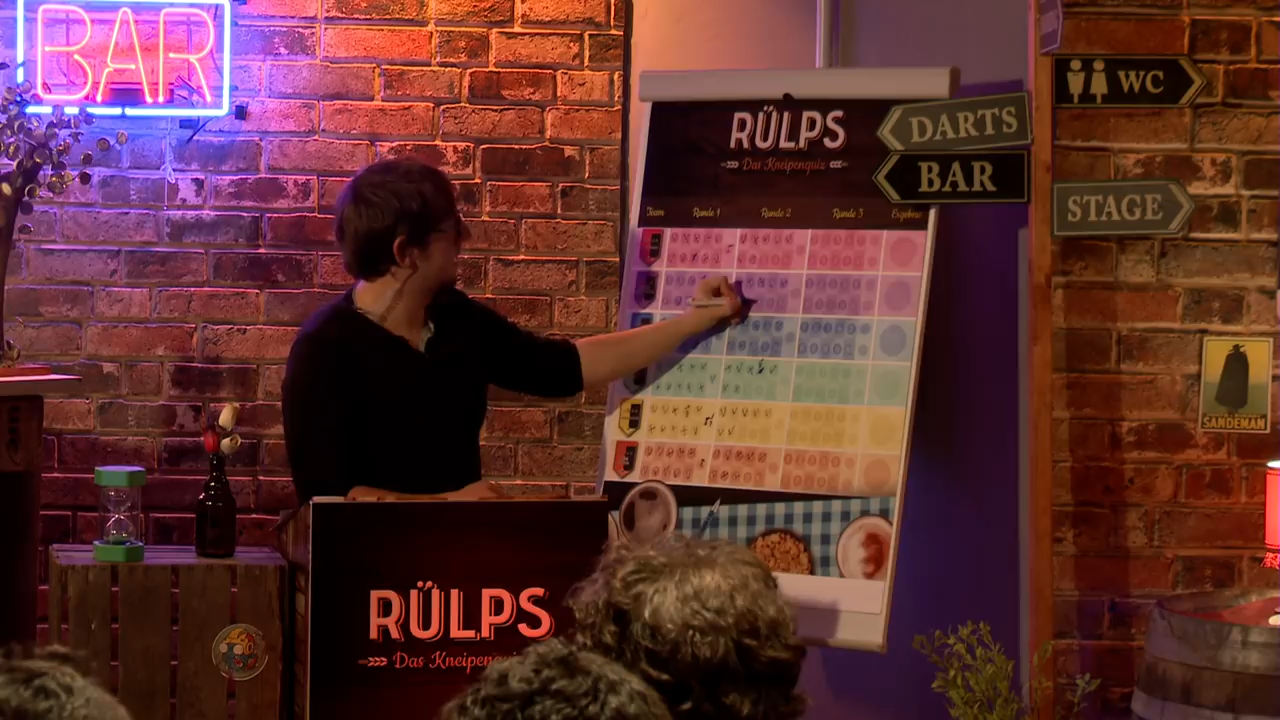 BAR
WC
RÜLPS
Das Kneipenquiz
DARTS
BAR
STAGE
Team Runde 1 Runde 2 Runde 3 Ergebnis
SANDEMAN
RÜLPS
Das